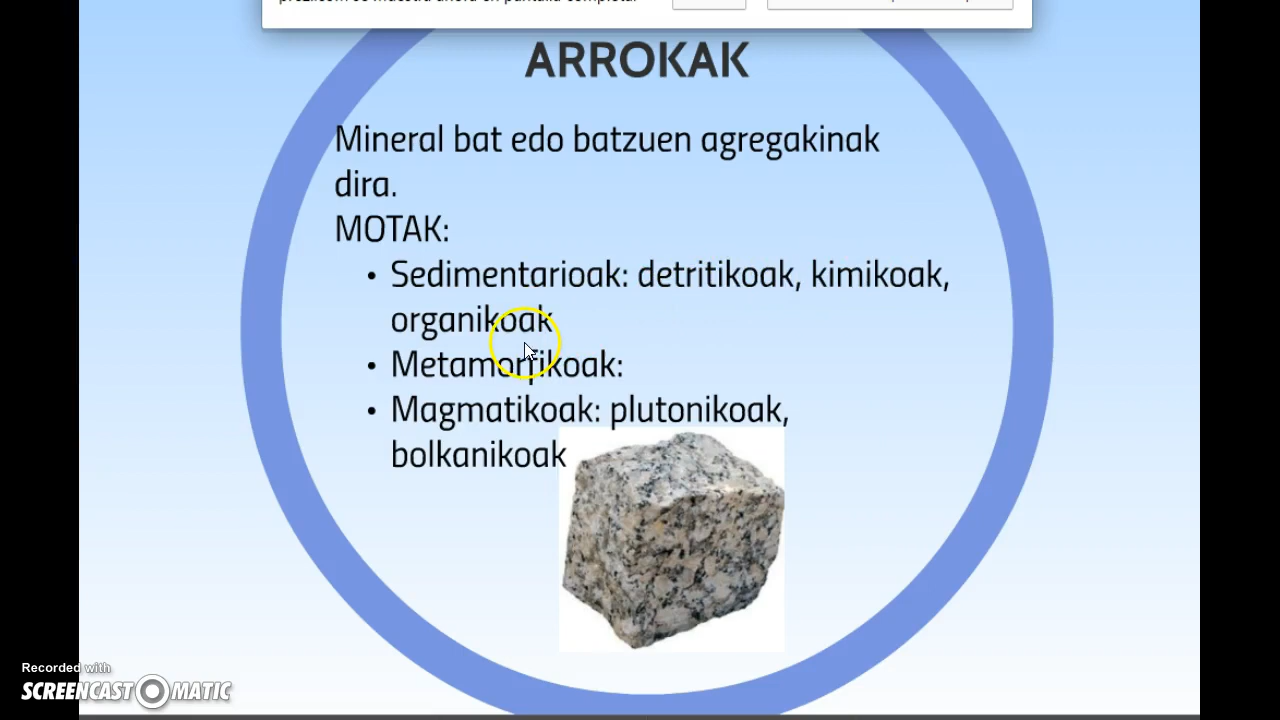 ARROKAK
Mineral bat edo batzuen agregakinak
dira.
MOTAK:
• Sedimentarioak: detritikoak, kimikoak,
organikoak
• Metamorfikoak:
• Magmatikoak: plutonikoak,
bolkanikoak
Recorded with
SCREENCAST-O-MATIC